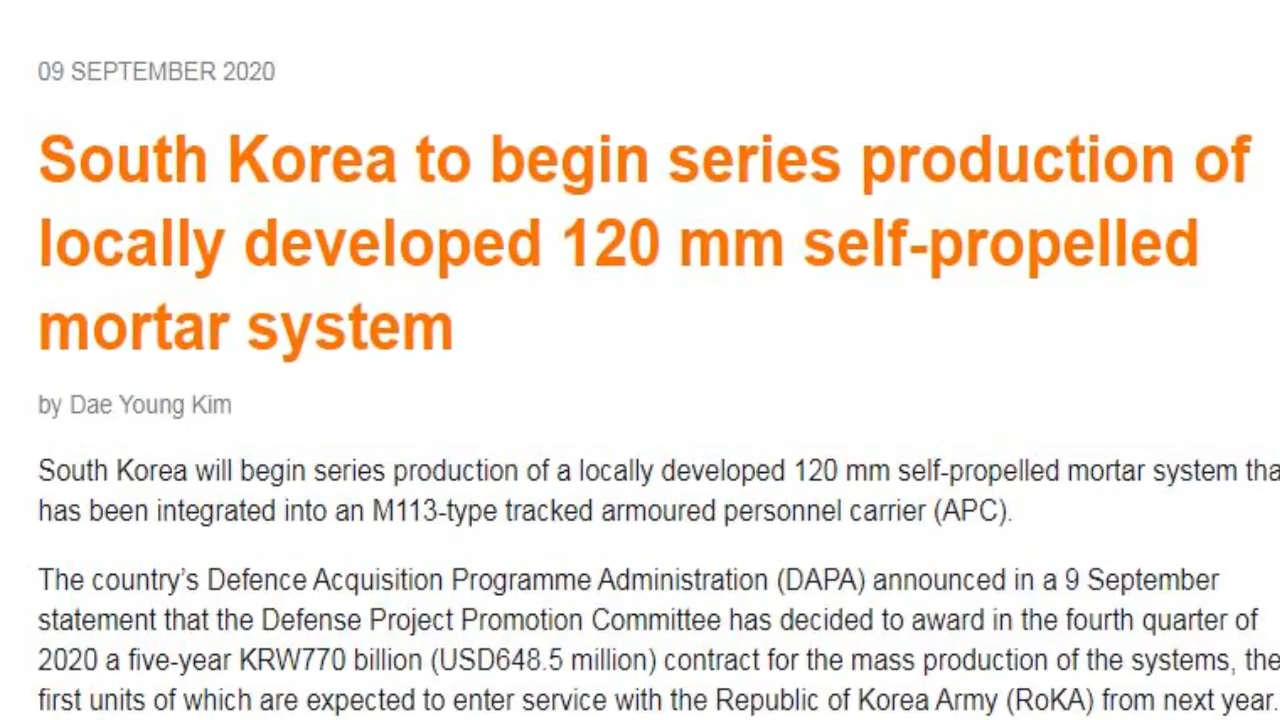 09 SEPTEMBER 2020
South Korea to begin series production of
locally developed 120 mm self-propelled
mortar system
by Dae Young Kim
South Korea will begin series production of a locally developed 120 mm self-propelled mortar system tha
has been integrated into an M113-type tracked armoured personnel carrier (APC).
The country’s Defence Acquisition Programme Administration (DAPA) announced in a 9 September
statement that the Defense Project Promotion Committee has decided to award in the fourth quarter of
2020 a five-year KRW770 billion (USD648.5 million) contract for the mass production of the systems, the
first units of which are expected to enter service with the Republic of Korea Army (RoKA) from next year.